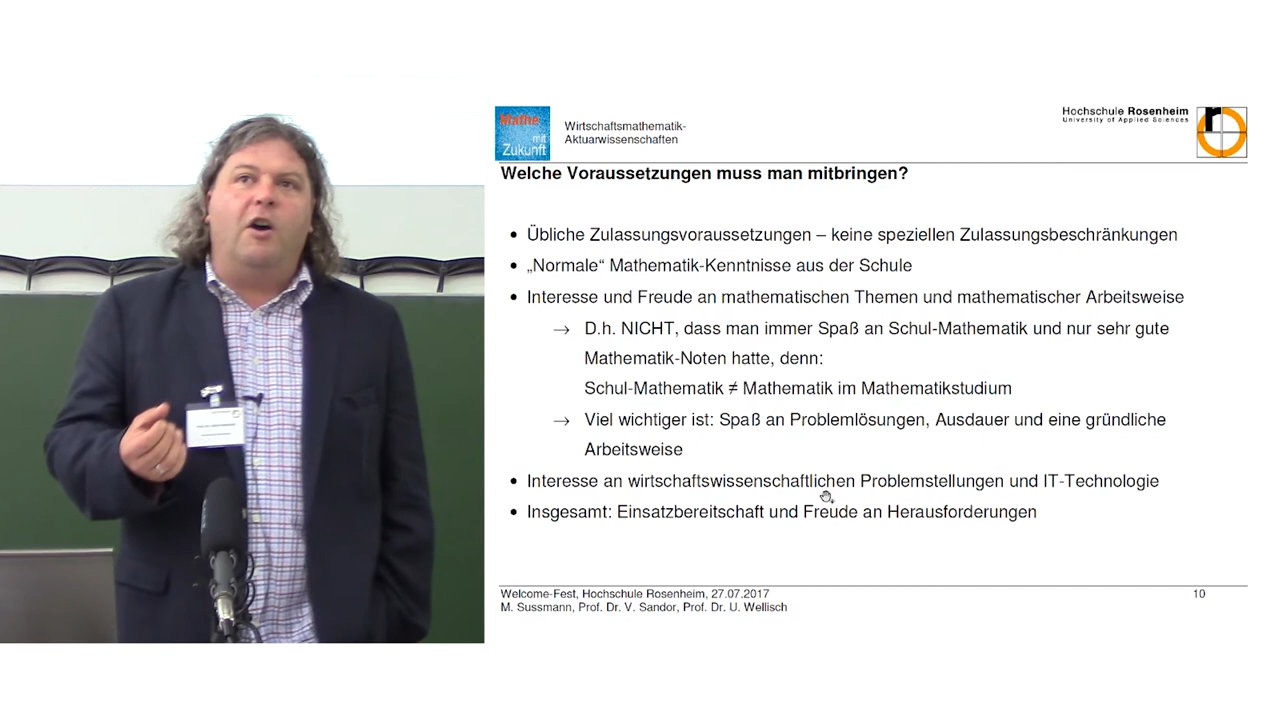 Mathe
mit
Zukunft
Wirtschaftsmathematik-
Aktuarwissenschaften
Hochschule Rosenheim
University of Applied Sciences
r
Welche Voraussetzungen muss man mitbringen?
• Übliche Zulassungsvoraussetzungen – keine speziellen Zulassungsbeschränkungen
• „Normale“ Mathematik-Kenntnisse aus der Schule
• Interesse und Freude an mathematischen Themen und mathematischer Arbeitsweise
→ D.h. NICHT, dass man immer Spaß an Schul-Mathematik und nur sehr gute
Mathematik-Noten hatte, denn:
Schul-Mathematik ≠ Mathematik im Mathematikstudium
→ Viel wichtiger ist: Spaß an Problemlösungen, Ausdauer und eine gründliche
Arbeitsweise
• Interesse an wirtschaftswissenschaftlichen Problemstellungen und IT-Technologie
• Insgesamt: Einsatzbereitschaft und Freude an Herausforderungen
Welcome-Fest, Hochschule Rosenheim, 27.07.2017
10
M. Sussmann, Prof. Dr. V. Sandor, Prof. Dr. U. Wellisch